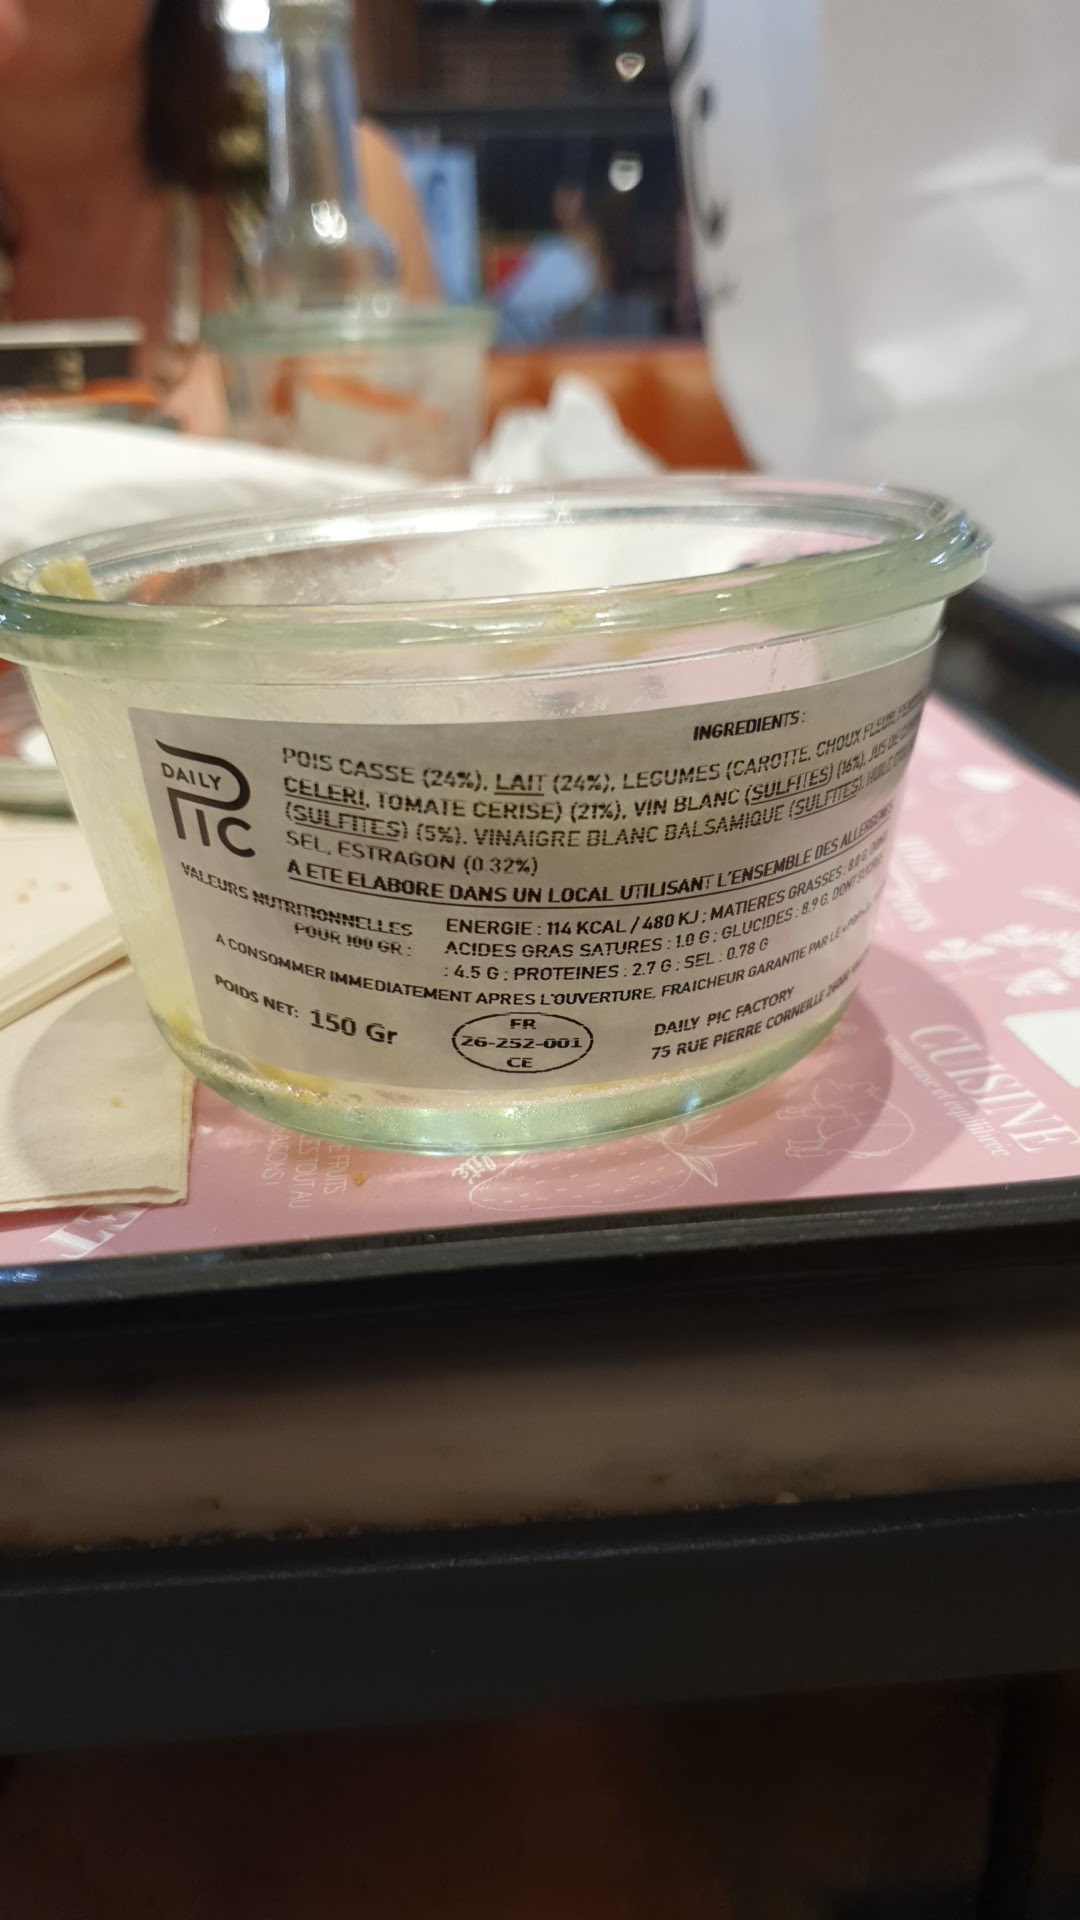 INGREDIENTS :
POIS CASSE (24%), LAIT (24%), LEGUMES (CAROTTE, CHOUX FLEUR,
CELERI, TOMATE CERISE) (21%), VIN BLANC (SULFITES) (16%), JUS DE
(SULFITES) (5%), VINAIGRE BLANC BALSAMIQUE (SULFITES),
SEL, ESTRAGON (0.32%)
A ETE ELABORE DANS UN LOCAL UTILISANT L'ENSEMBLE DES ALLERGENES
DAILY
PIC
VALEURS NUTRITIONNELLES
POUR 100 GR :
ENERGIE : 114 KCAL / 480 KJ ; MATIERES GRASSES : 8.0 G, DONT
ACIDES GRAS SATURES : 1.0 G ; GLUCIDES : 8.9 G, DONT SUCRES
: 4.5 G ; PROTEINES : 2.7 G ; SEL : 0.78 G
A CONSOMMER IMMEDIATEMENT APRES L'OUVERTURE. FRAICHEUR GARANTIE PAR LE
POIDS NET: 150 Gr
FR
26-252-001
CE
DAILY PIC FACTORY
75 RUE PIERRE CORNEILLE 26000
CUISINE